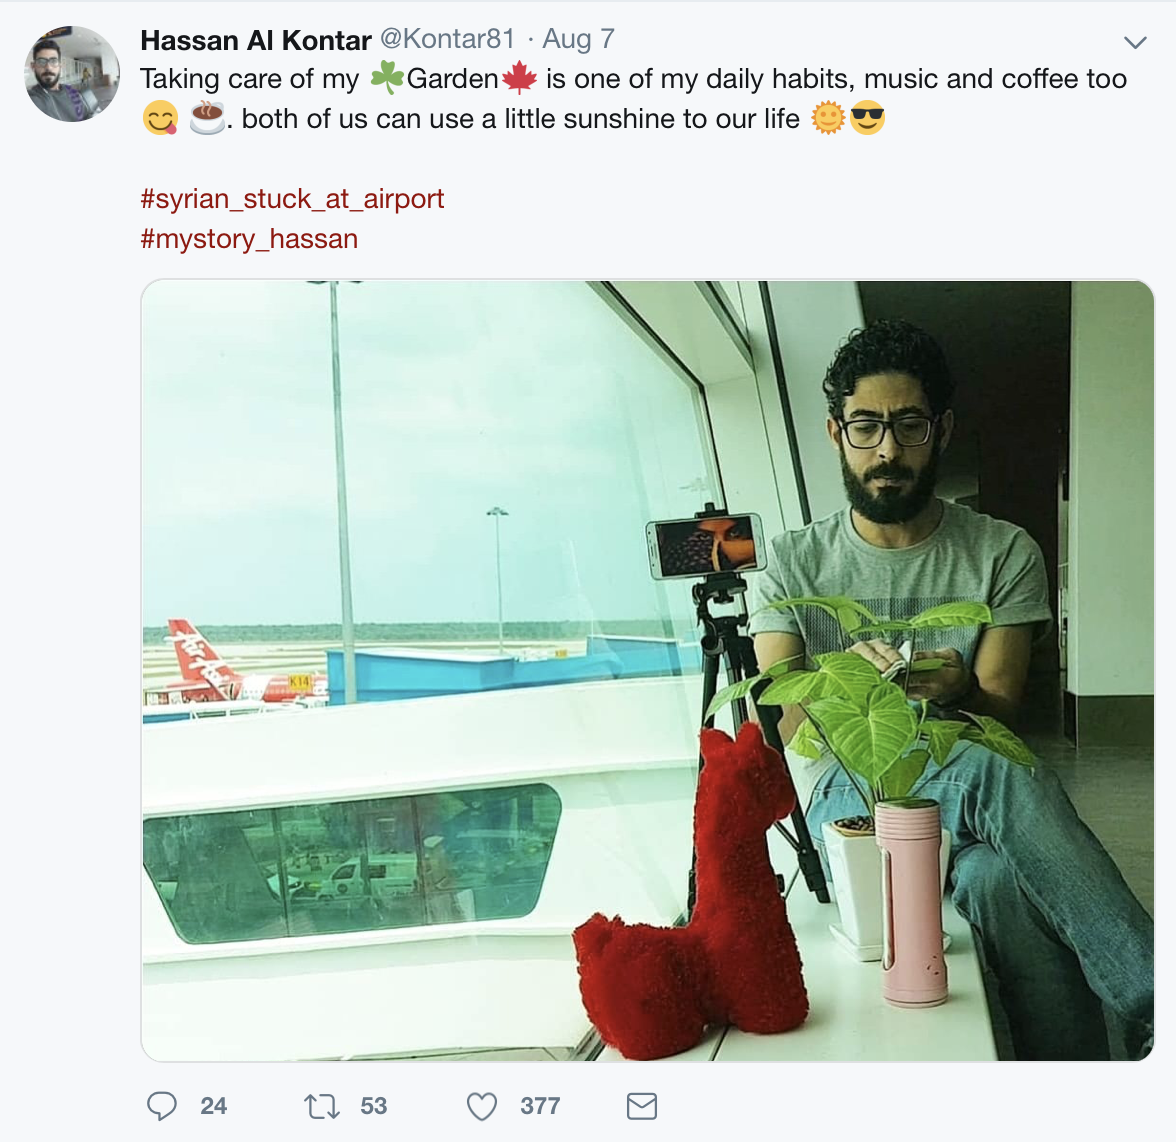 Hassan Al Kontar @Kontar81 · Aug 7
Taking care of my ☘️Garden🍁 is one of my daily habits, music and coffee too
😋 ☕. both of us can use a little sunshine to our life 🌞😎
#syrian_stuck_at_airport
#mystory_hassan
K14
24 53 377